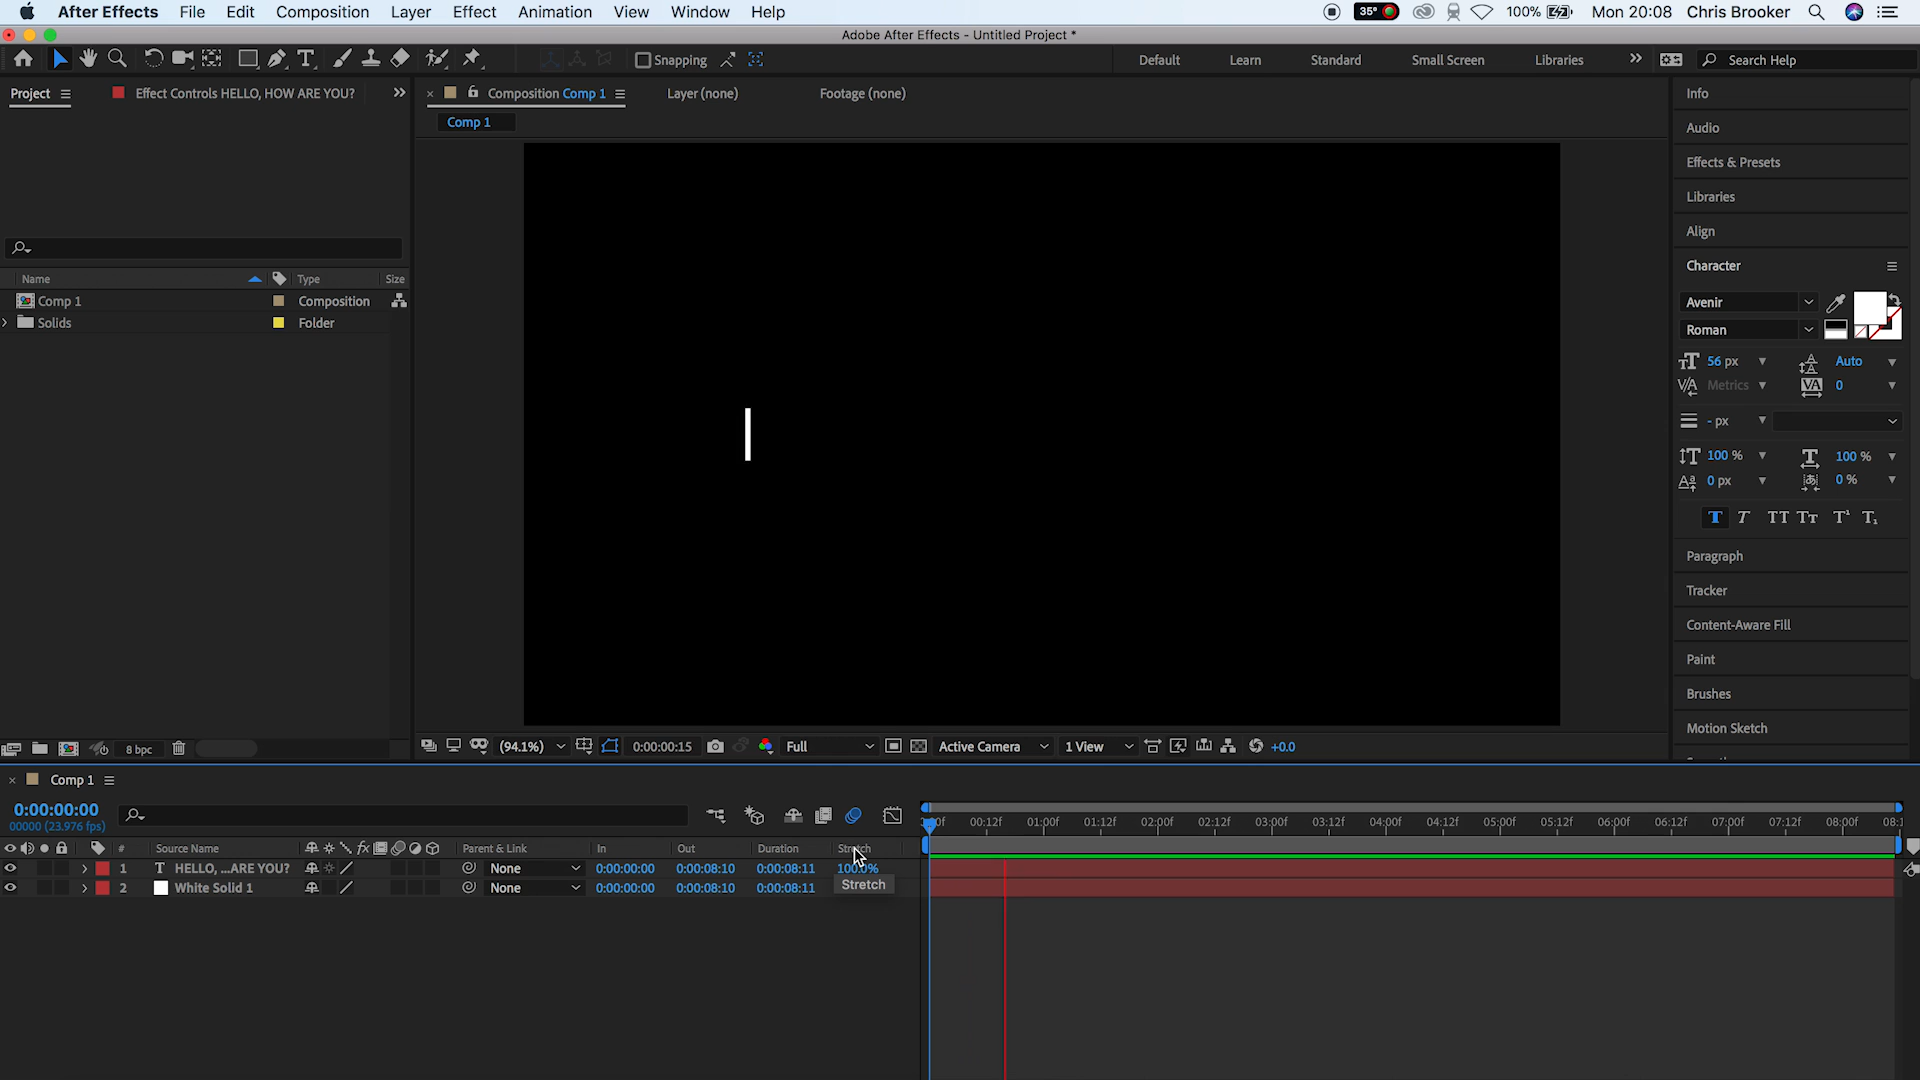 After Effects File Edit Composition Layer Effect Animation View Window Help 35° 100% Mon 20:08 Chris Brooker
Adobe After Effects - Untitled Project *
Snapping Default Learn Standard Small Screen Libraries Search Help
Project Effect Controls HELLO, HOW ARE YOU? Composition Comp 1 Layer (none) Footage (none)
Comp 1
Info
Audio
Effects & Presets
Libraries
Align
Character
Avenir
Roman
56 px Auto
Metrics 0
- px
100 % 100 %
0 px 0 %
Paragraph
Tracker
Content-Aware Fill
Paint
Brushes
Motion Sketch
Name Type Size
Comp 1 Composition
Solids Folder
8 bpc (94.1%) 0:00:00:15 Full Active Camera 1 View +0.0
Comp 1
0:00:00:00
00000 (23.976 fps)
00:12f 01:00f 01:12f 02:00f 02:12f 03:00f 03:12f 04:00f 04:12f 05:00f 05:12f 06:00f 06:12f 07:00f 07:12f 08:00f
# Source Name Parent & Link In Out Duration Stretch
1 HELLO, ...ARE YOU? None 0:00:00:00 0:00:08:10 0:00:08:11 100.0%
2 White Solid 1 None 0:00:00:00 0:00:08:10 0:00:08:11
Stretch